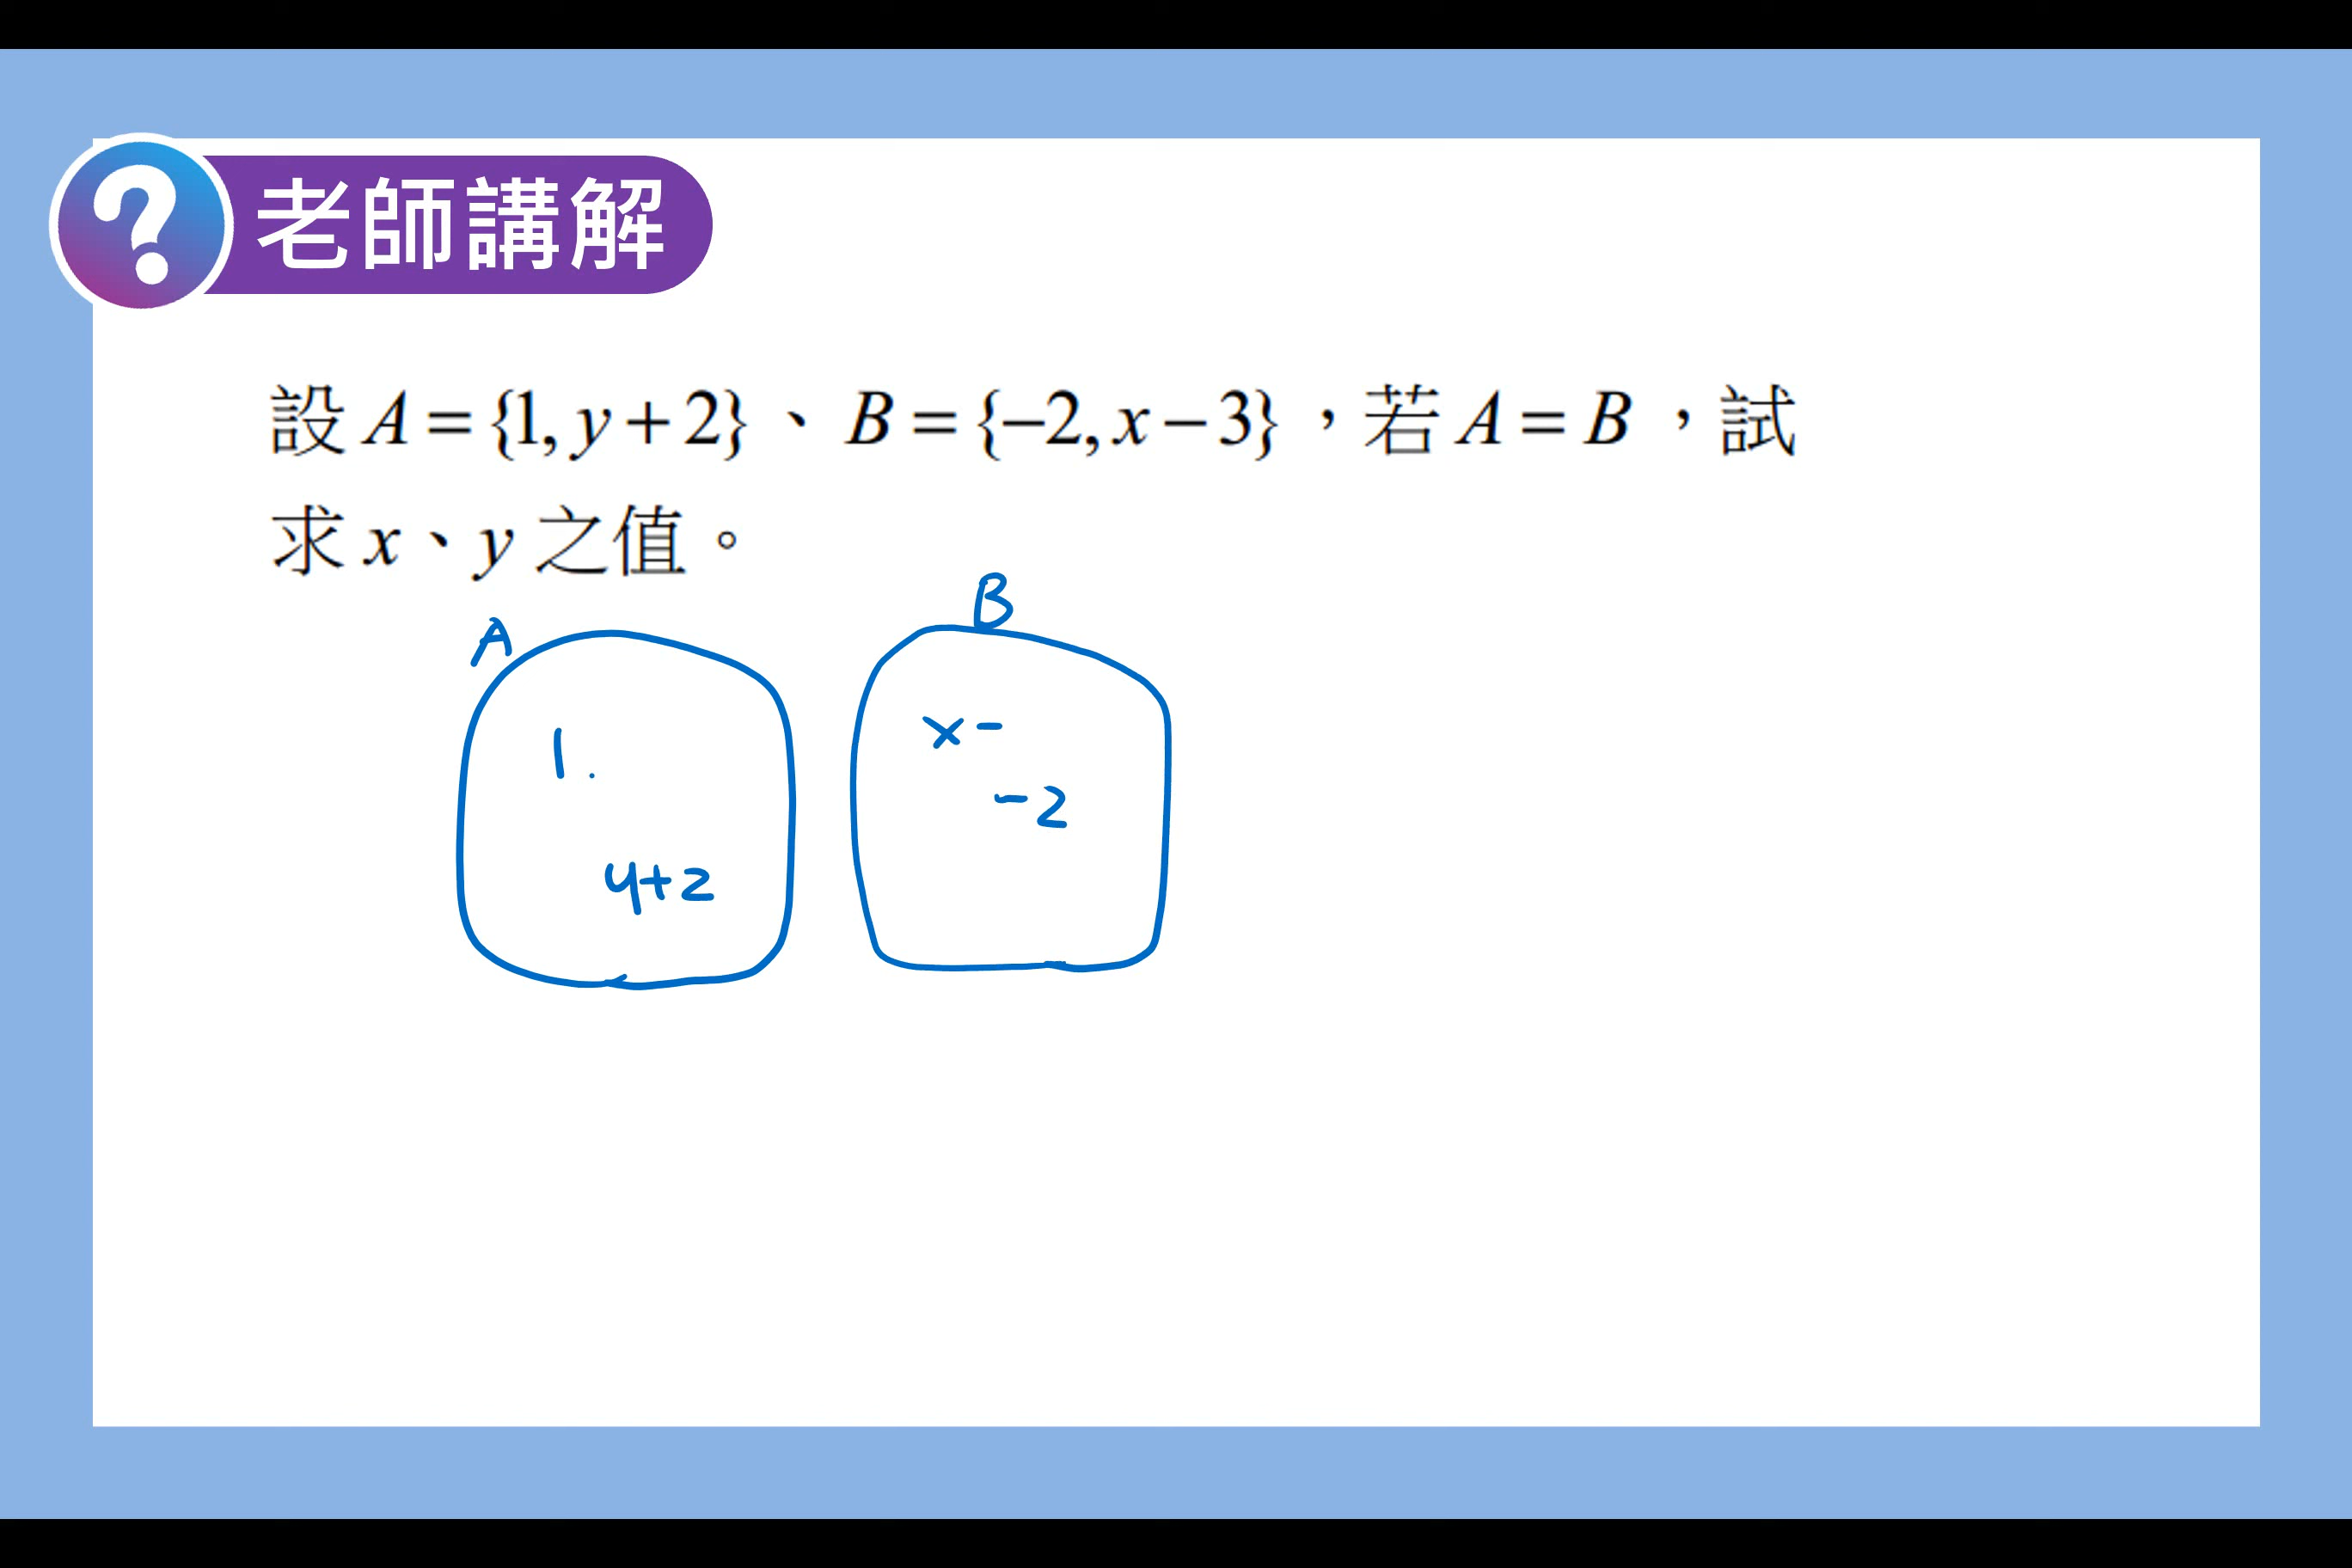 老師講解
設 A = {1, y + 2}、B = {−2, x − 3}，若 A = B，試
求 x、y 之值。
A
B
1.
x -
- 2
y+2